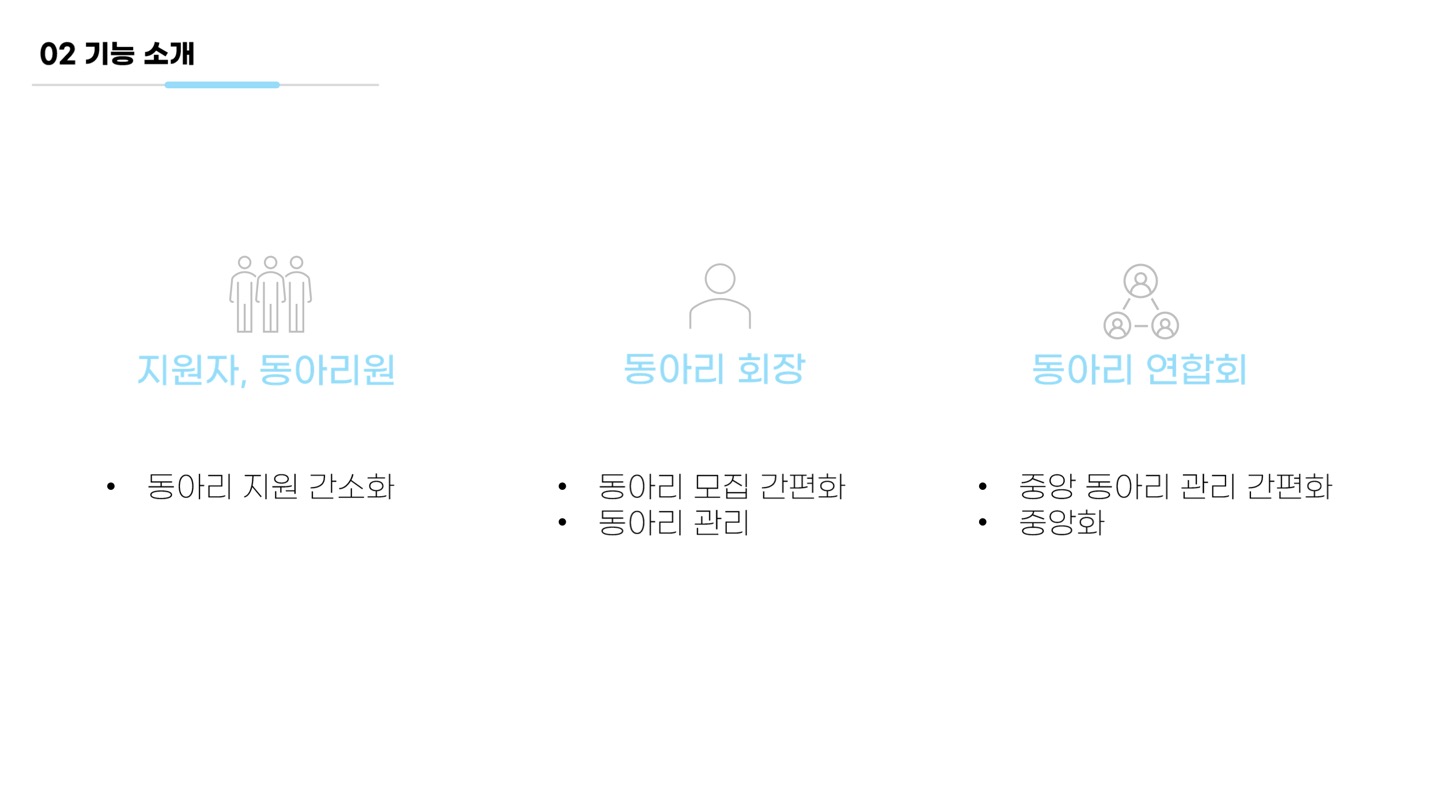 02 기능 소개
지원자, 동아리원
• 동아리 지원 간소화
동아리 회장
• 동아리 모집 간편화
• 동아리 관리
동아리 연합회
• 중앙 동아리 관리 간편화
• 중앙화